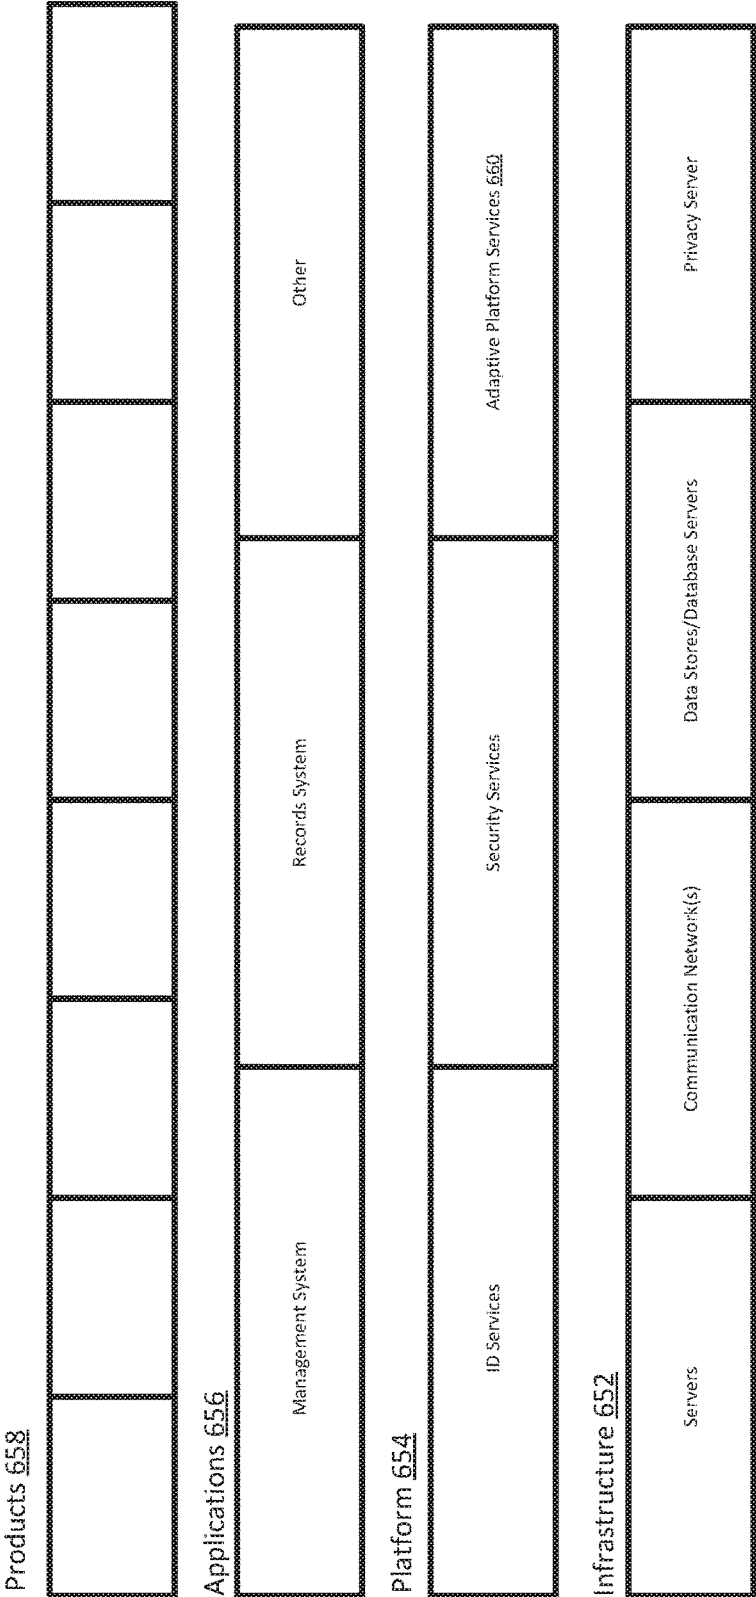 Products 658
Applications 656
Management System
Records System
Other
Platform 654
ID Services
Security Services
Adaptive Platform Services 660
Infrastructure 652
Servers
Communication Network(s)
Data Stores/Database Servers
Privacy Server